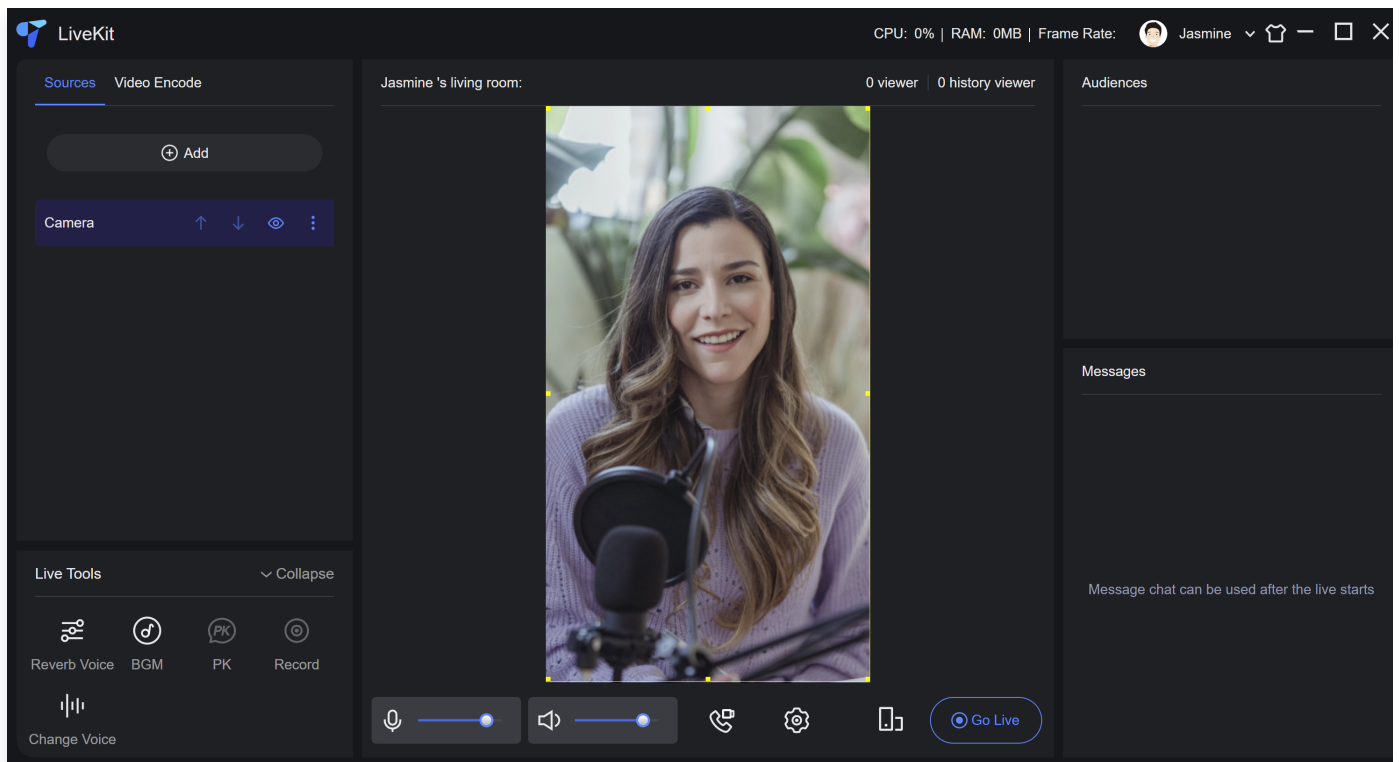 LiveKit
CPU: 0% | RAM: 0MB | Frame Rate:
Jasmine
Sources
Video Encode
Add
Camera
Live Tools
Collapse
Reverb Voice
BGM
PK
PK
Record
Change Voice
Jasmine 's living room:
0 viewer
0 history viewer
Go Live
Audiences
Messages
Message chat can be used after the live starts